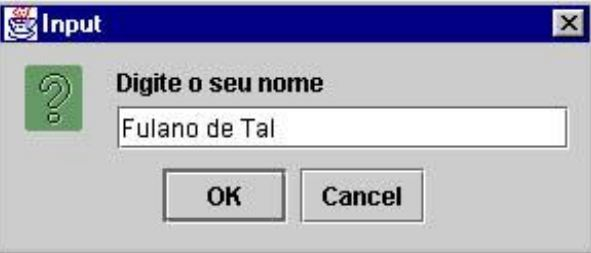 Input
Digite o seu nome
Fulano de Tal
OK Cancel